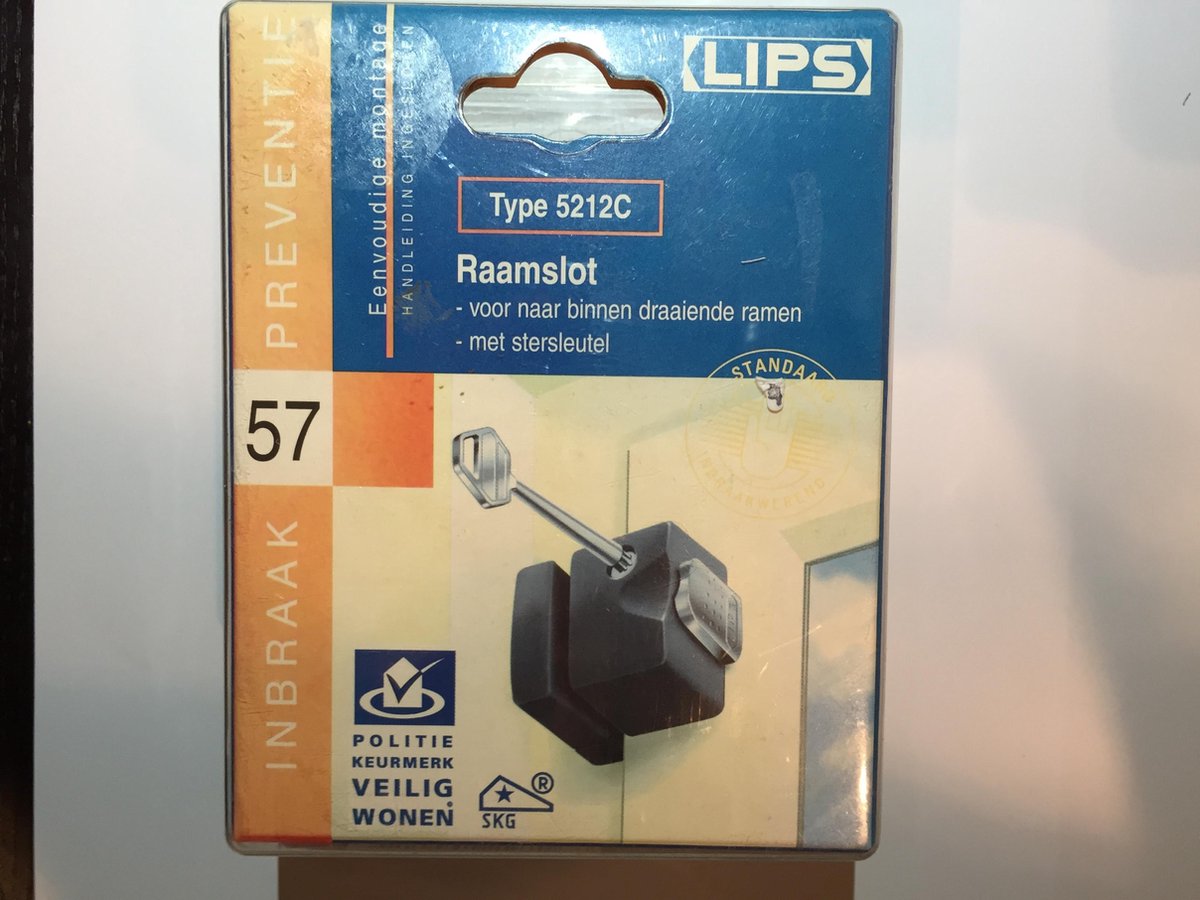 LIPS
Eenvoudige montage
HANDLEIDING INGESLOTEN
Type 5212C
Raamslot
- voor naar binnen draaiende ramen
- met stersleutel
STANDAARD
INBRAAKWEREND
57
INBRAAK PREVENTIE
POLITIE
KEURMERK
VEILIG
WONEN
SKG
®